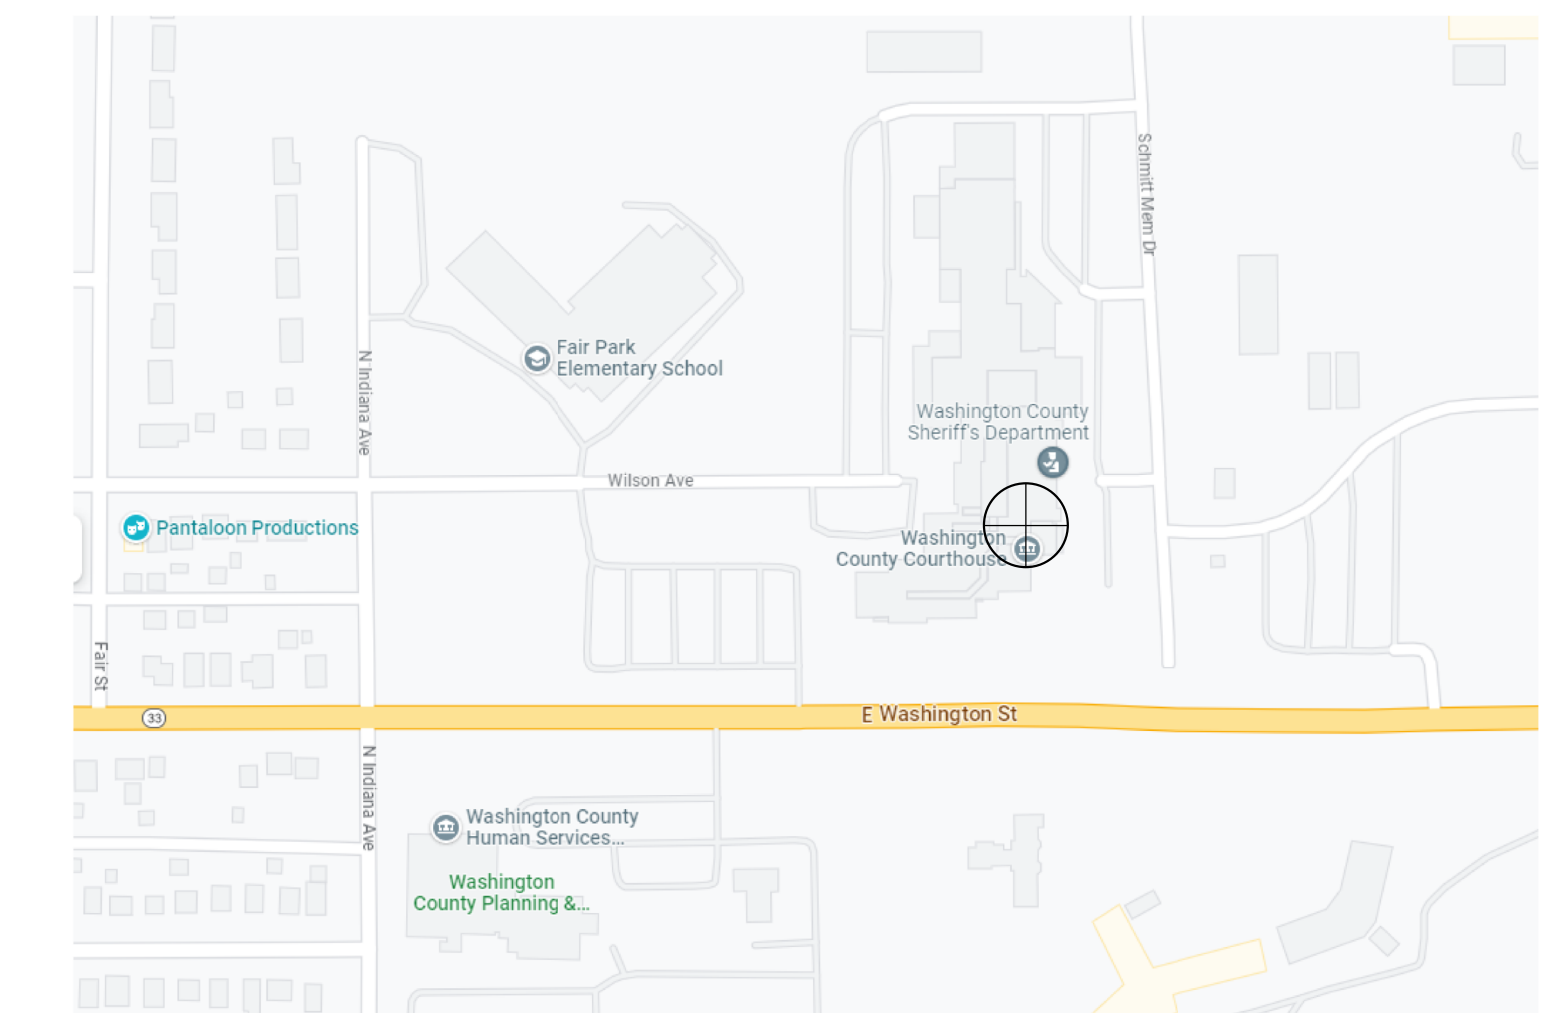 Schmitt Mem Dr
Fair Park
Elementary School
N Indiana Ave
Washington County
Sheriff's Department
Wilson Ave
Pantaloon Productions
Washington
County Courthouse
Fair St
33
E Washington St
N Indiana Ave
Washington County
Human Services...
Washington
County Planning &...